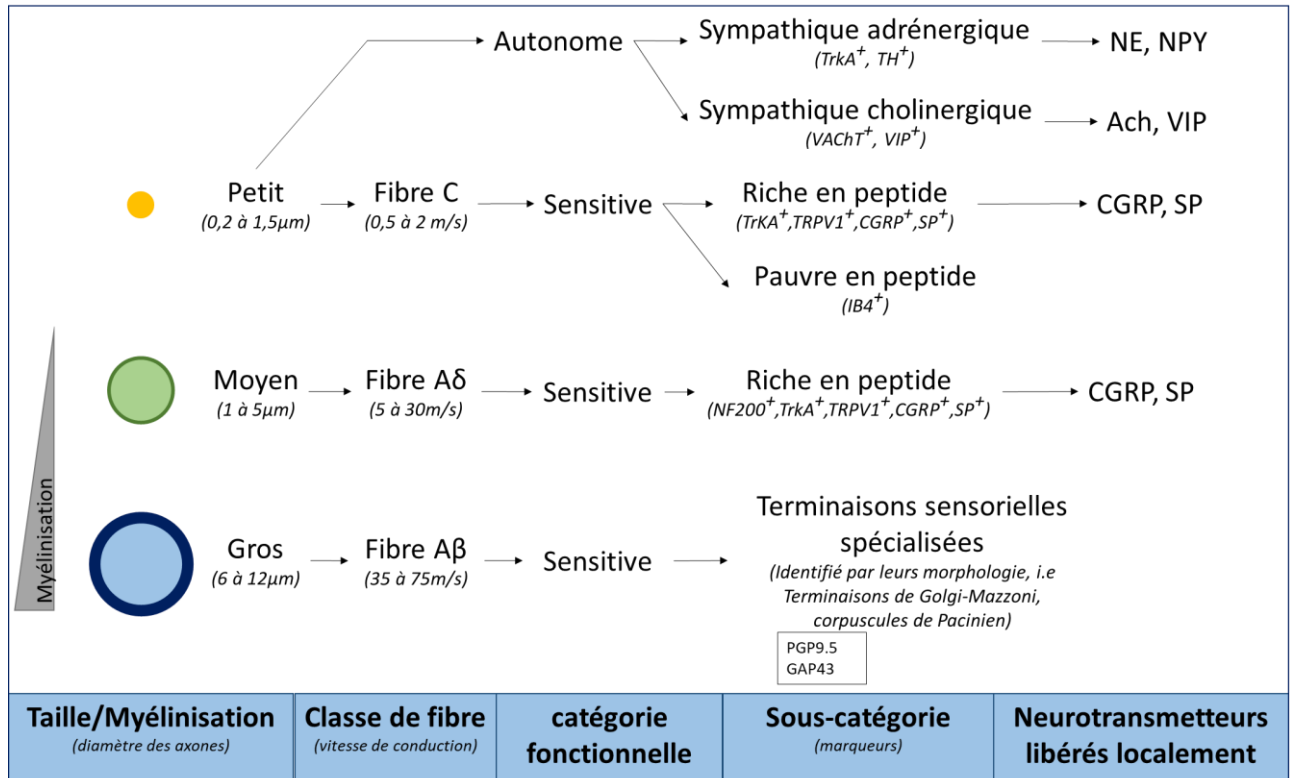 Autonome
Sympathique adrénergique
(TrkA⁺, TH⁺)
NE, NPY
Sympathique cholinergique
(VAChT⁺, VIP⁺)
Ach, VIP
Petit
(0,2 à 1,5µm)
Fibre C
(0,5 à 2 m/s)
Sensitive
Riche en peptide
(TrKA⁺,TRPV1⁺,CGRP⁺,SP⁺)
CGRP, SP
Pauvre en peptide
(IB4⁺)
Moyen
(1 à 5µm)
Fibre Aδ
(5 à 30m/s)
Sensitive
Riche en peptide
(NF200⁺,TrkA⁺,TRPV1⁺,CGRP⁺,SP⁺)
CGRP, SP
Myélinisation
Gros
(6 à 12µm)
Fibre Aβ
(35 à 75m/s)
Sensitive
Terminaisons sensorielles
spécialisées
(Identifié par leurs morphologie, i.e
Terminaisons de Golgi-Mazzoni,
corpuscules de Pacinien)
PGP9.5
GAP43
Taille/Myélinisation
(diamètre des axones)
Classe de fibre
(vitesse de conduction)
catégorie
fonctionnelle
Sous-catégorie
(marqueurs)
Neurotransmetteurs
libérés localement